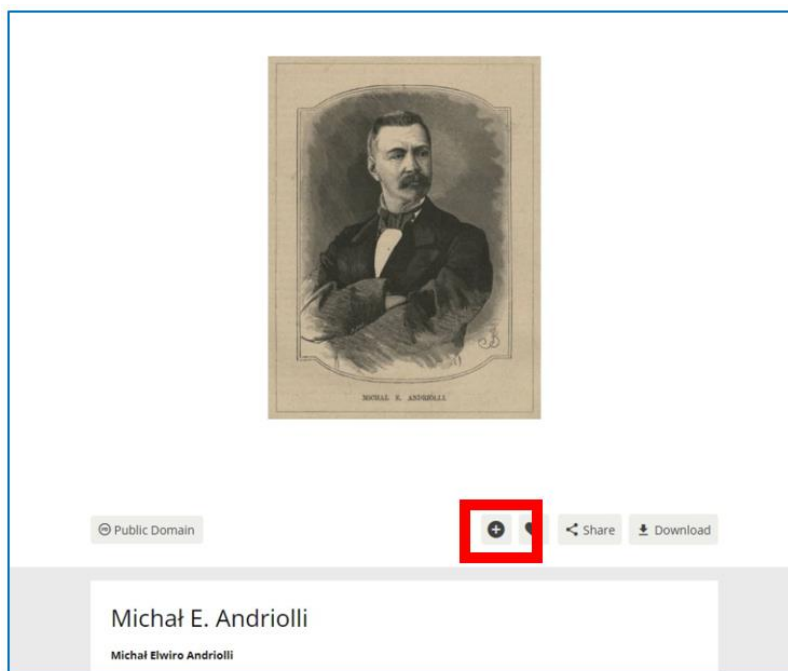 MICHAŁ E. ANDRIOLLI.
Public Domain
Share
Download
Michał E. Andriolli
Michał Elwiro Andriolli